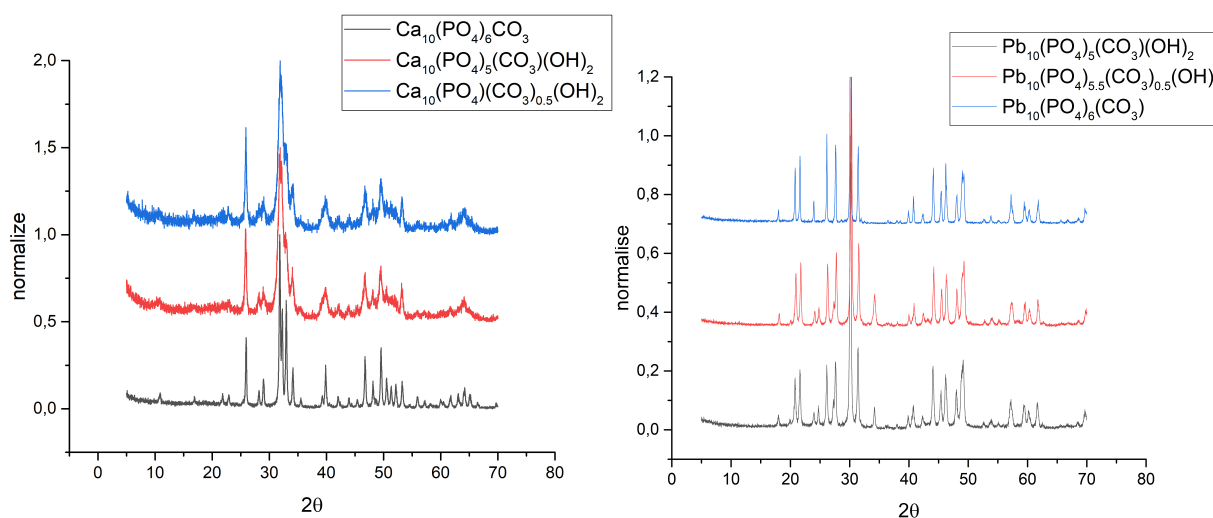 Ca₁₀(PO₄)₆CO₃
Ca₁₀(PO₄)₅(CO₃)(OH)₂
Ca₁₀(PO₄)(CO₃)₀.₅(OH)₂
2,0
1,5
1,0
0,5
0,0
normalize
0 10 20 30 40 50 60 70 80
2θ
Pb₁₀(PO₄)₅(CO₃)(OH)₂
Pb₁₀(PO₄)₅.₅(CO₃)₀.₅(OH)
Pb₁₀(PO₄)₆(CO₃)
1,2
1,0
0,8
0,6
0,4
0,2
0,0
normalise
10 20 30 40 50 60 70
2θ